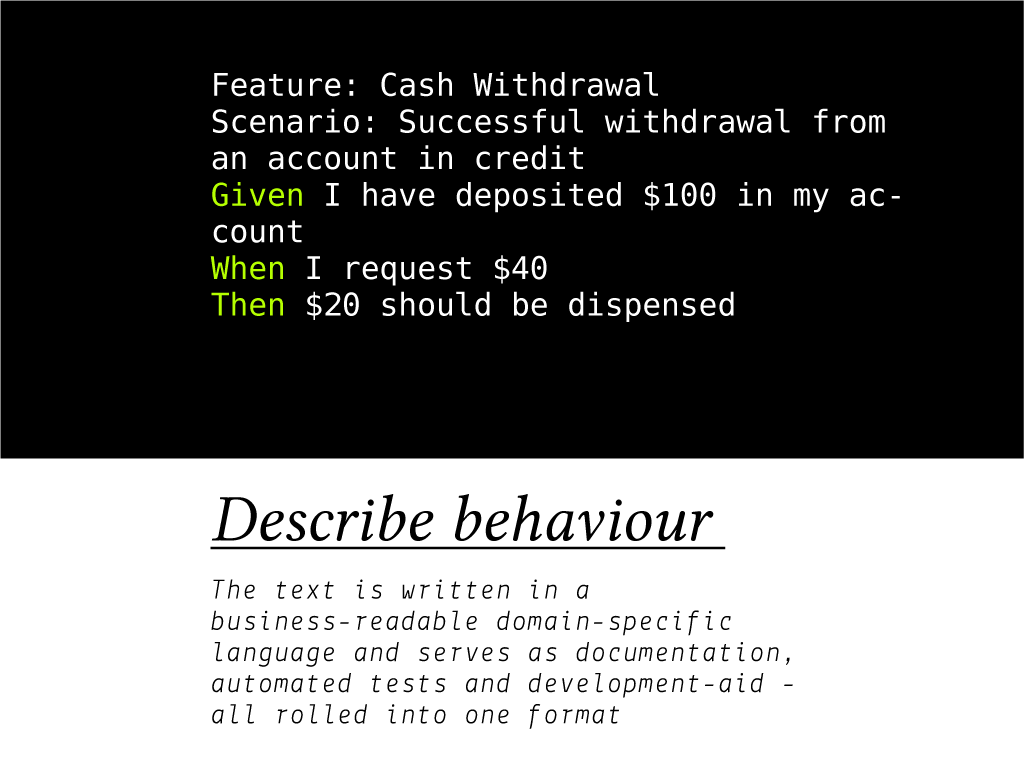 Feature: Cash Withdrawal
Scenario: Successful withdrawal from
an account in credit
Given I have deposited $100 in my ac-
count
When I request $40
Then $20 should be dispensed
Describe behaviour
The text is written in a
business-readable domain-specific
language and serves as documentation,
automated tests and development-aid -
all rolled into one format